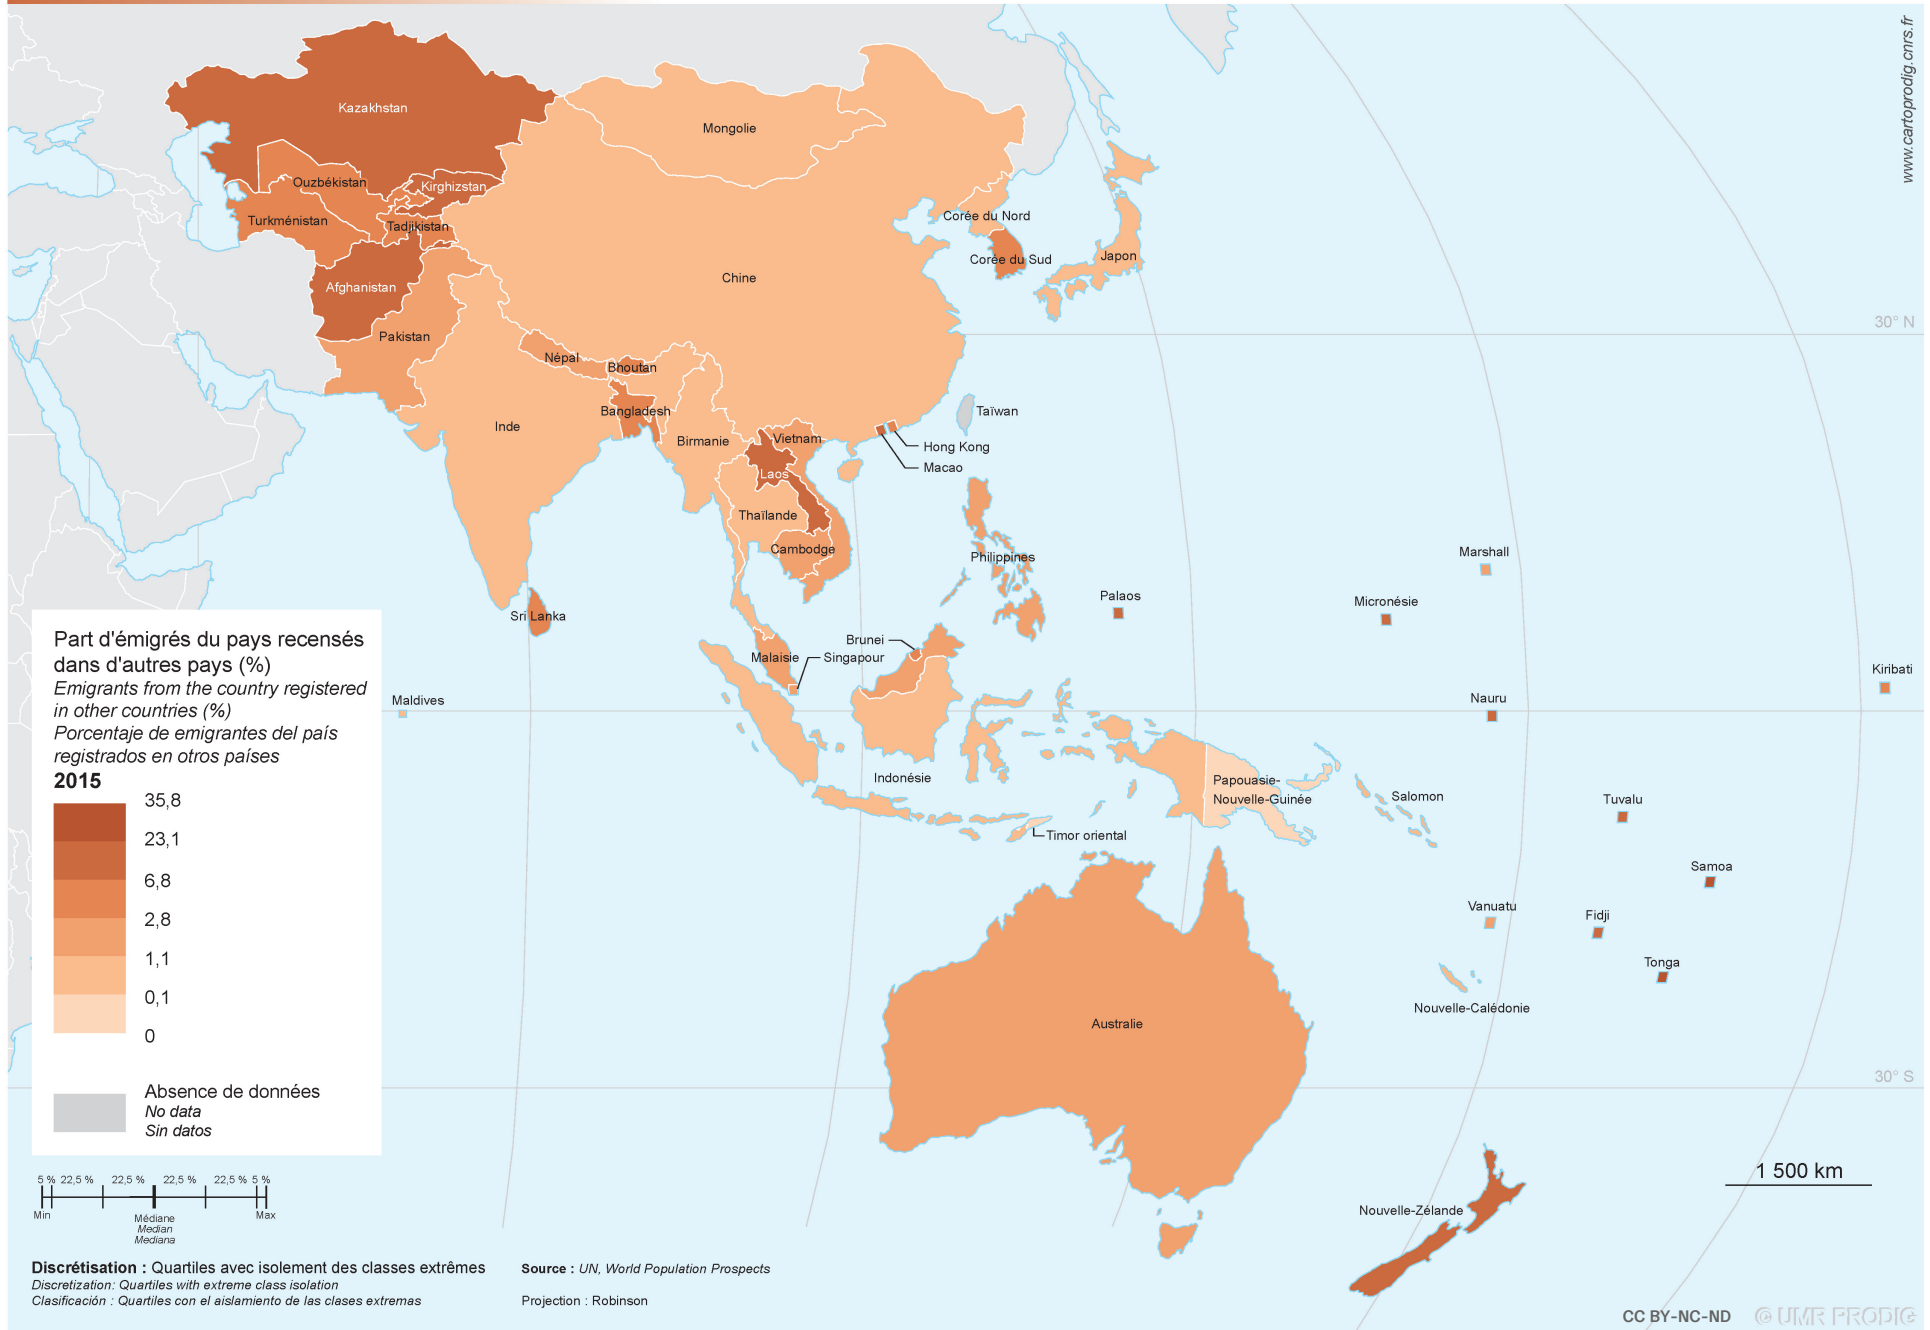 www.cartoprodig.cnrs.fr
Kazakhstan
Mongolie
Ouzbékistan
Kirghizstan
Turkménistan
Tadjikistan
Corée du Nord
Corée du Sud
Japon
Chine
Afghanistan
30° N
Pakistan
Népal
Bhoutan
Bangladesh
Taïwan
Inde
Birmanie
Vietnam
Hong Kong
Macao
Laos
Thaïlande
Cambodge
Philippines
Marshall
Palaos
Micronésie
Sri Lanka
Brunei
Malaisie
Singapour
Kiribati
Maldives
Nauru
Indonésie
Papouasie-
Nouvelle-Guinée
Salomon
Tuvalu
Timor oriental
Samoa
Vanuatu
Fidji
Tonga
Nouvelle-Calédonie
Australie
30° S
Nouvelle-Zélande
1 500 km
Part d'émigrés du pays recensés
dans d'autres pays (%)
Emigrants from the country registered
in other countries (%)
Porcentaje de emigrantes del país
registrados en otros países
2015
35,8
23,1
6,8
2,8
1,1
0,1
0
Absence de données
No data
Sin datos
5 % 22,5 % 22,5 % 22,5 % 22,5 % 5 %
Min Max
Médiane
Median
Mediana
Discrétisation : Quartiles avec isolement des classes extrêmes
Discretization: Quartiles with extreme class isolation
Clasificación : Quartiles con el aislamiento de las clases extremas
Source : UN, World Population Prospects
Projection : Robinson
CC BY-NC-ND © UMR PRODIG